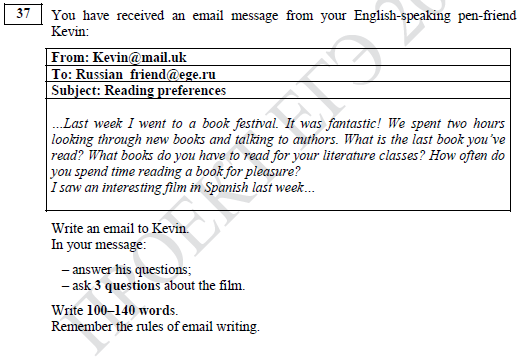 37
You have received an email message from your English-speaking pen-friend
Kevin:
From: Kevin@mail.uk
To: Russian_friend@ege.ru
Subject: Reading preferences
…Last week I went to a book festival. It was fantastic! We spent two hours
looking through new books and talking to authors. What is the last book you've
read? What books do you have to read for your literature classes? How often do
you spend time reading a book for pleasure?
I saw an interesting film in Spanish last week…
Write an email to Kevin.
In your message:
– answer his questions;
– ask 3 questions about the film.
Write 100–140 words.
Remember the rules of email writing.
ПРОЕКТ ЕГЭ 20